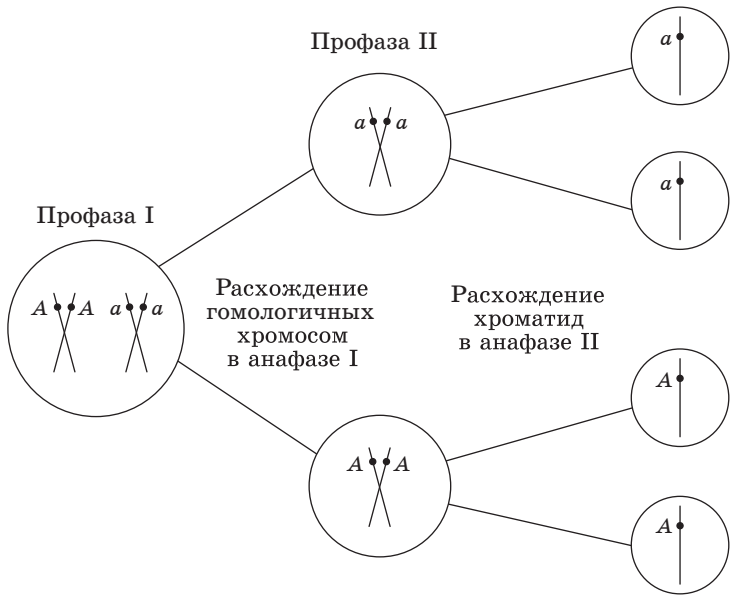 Профаза II
a
a a
a
Профаза I
A A a a
Расхождение
гомологичных
хромосом
в анафазе I
Расхождение
хроматид
в анафазе II
A
A A
A